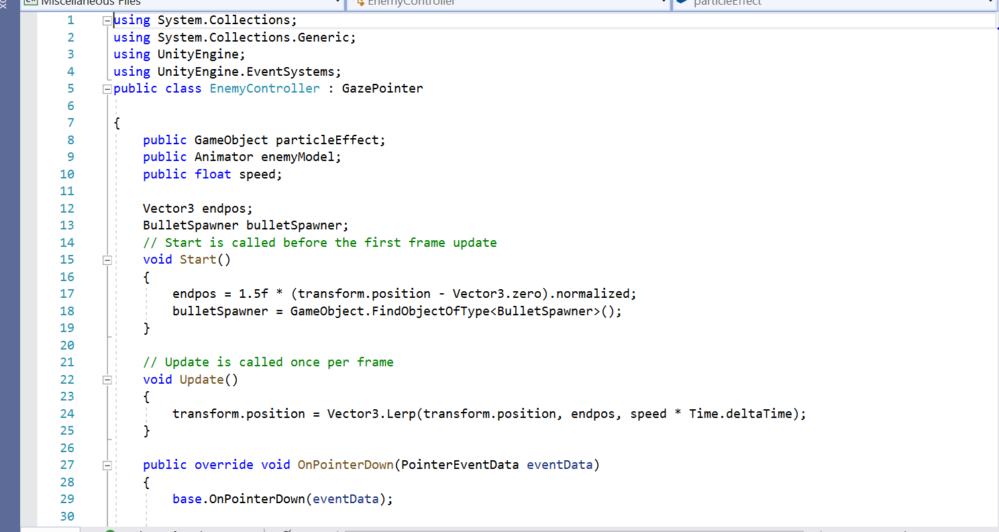 Miscellaneous Files EnemyController particleEffect
1 using System.Collections;
2 using System.Collections.Generic;
3 using UnityEngine;
4 using UnityEngine.EventSystems;
5 public class EnemyController : GazePointer
6
7 {
8 public GameObject particleEffect;
9 public Animator enemyModel;
10 public float speed;
11
12 Vector3 endpos;
13 BulletSpawner bulletSpawner;
14 // Start is called before the first frame update
15 void Start()
16 {
17 endpos = 1.5f * (transform.position - Vector3.zero).normalized;
18 bulletSpawner = GameObject.FindObjectOfType<BulletSpawner>();
19 }
20
21 // Update is called once per frame
22 void Update()
23 {
24 transform.position = Vector3.Lerp(transform.position, endpos, speed * Time.deltaTime);
25 }
26
27 public override void OnPointerDown(PointerEventData eventData)
28 {
29 base.OnPointerDown(eventData);
30